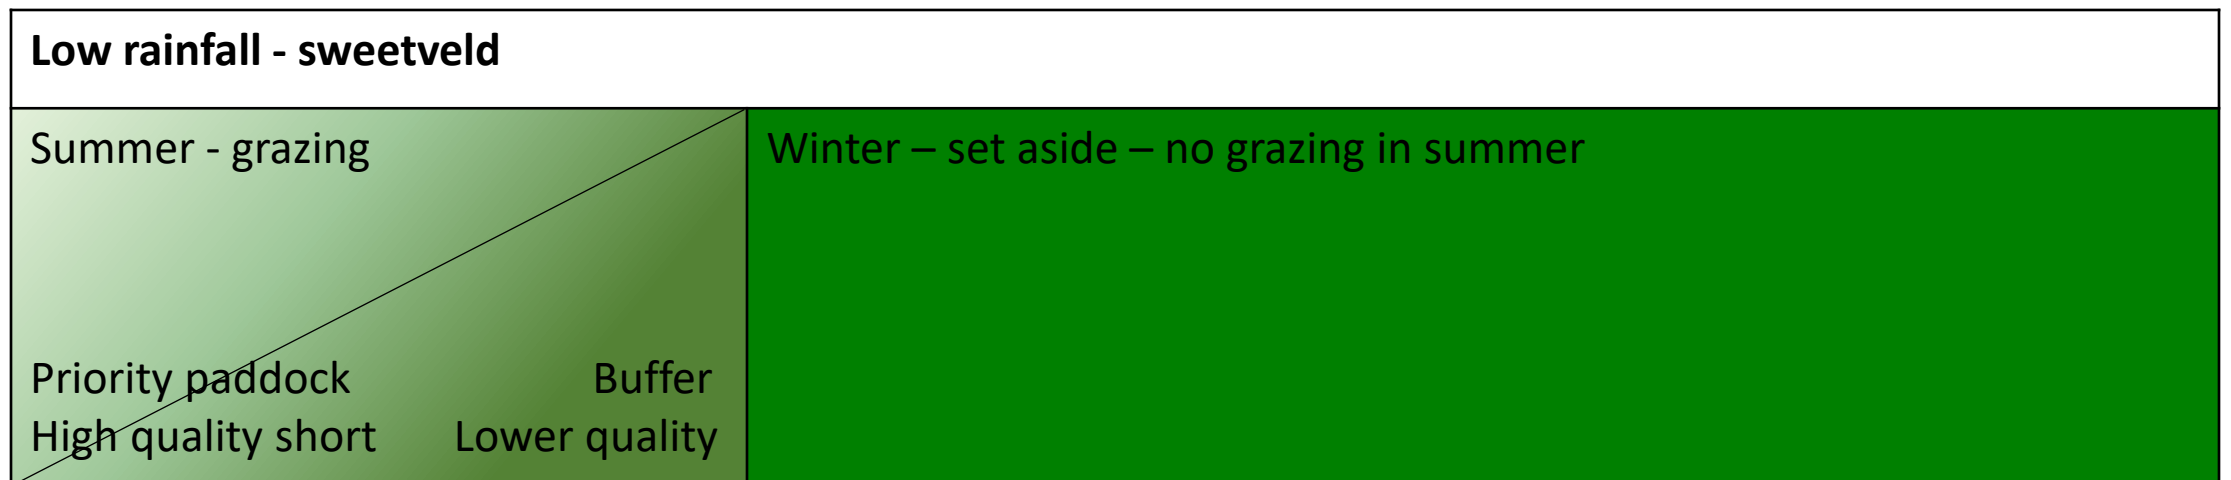 Low rainfall - sweetveld
Summer - grazing
Winter – set aside – no grazing in summer
Priority paddock Buffer
High quality short Lower quality